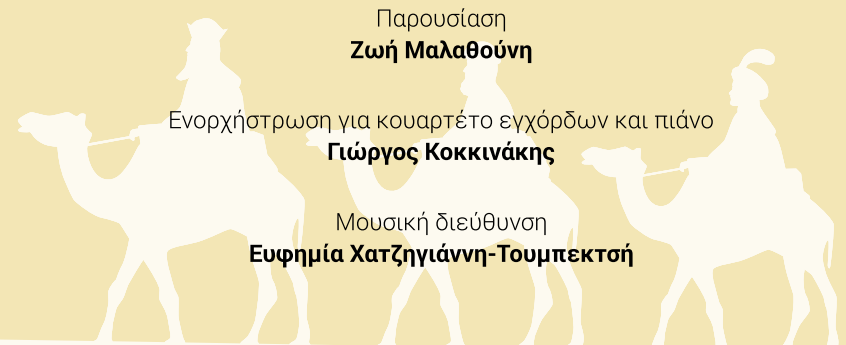 Παρουσίαση
Ζωή Μαλαθούνη
Ενορχήστρωση για κουαρτέτο εγχόρδων και πιάνο
Γιώργος Κοκκινάκης
Μουσική διεύθυνση
Ευφημία Χατζηγιάννη-Τουμπεκτσή